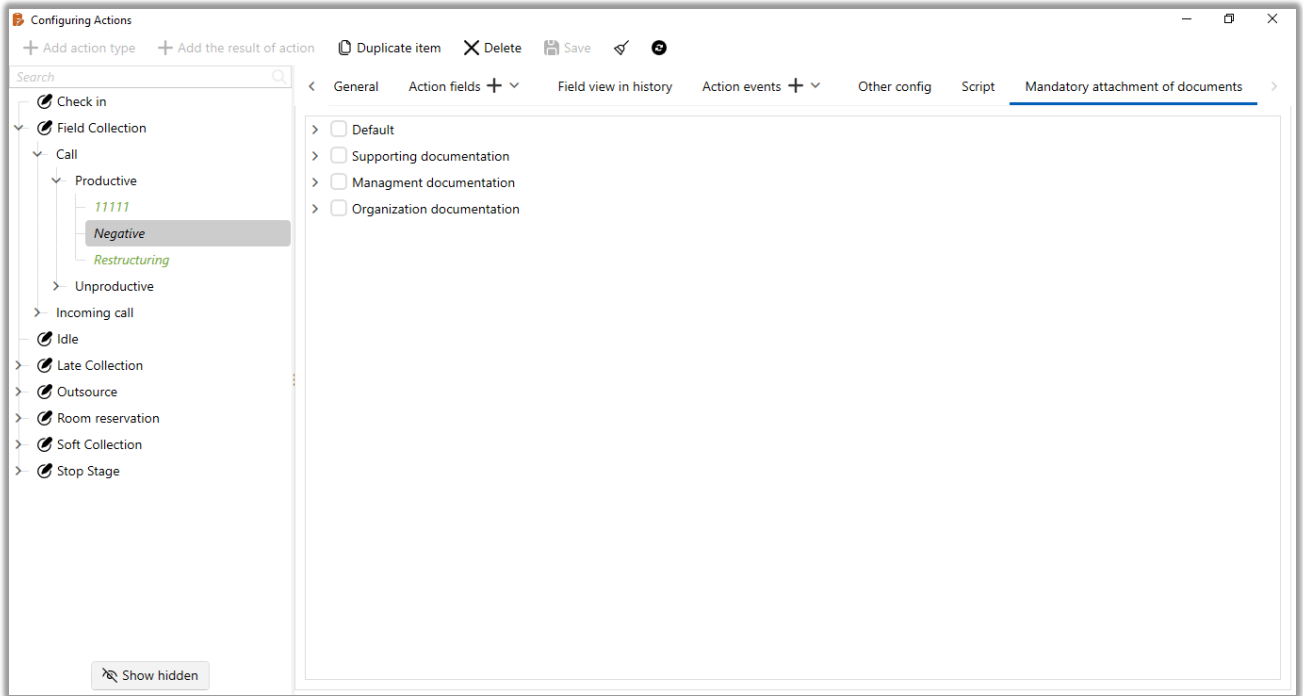 Configuring Actions
Add action type Add the result of action Duplicate item Delete Save
Search
General Action fields Field view in history Action events Other config Script Mandatory attachment of documents
Check in
Field Collection
Call
Productive
11111
Negative
Restructuring
Unproductive
Incoming call
Idle
Late Collection
Outsource
Room reservation
Soft Collection
Stop Stage
Show hidden
Default
Supporting documentation
Managment documentation
Organization documentation